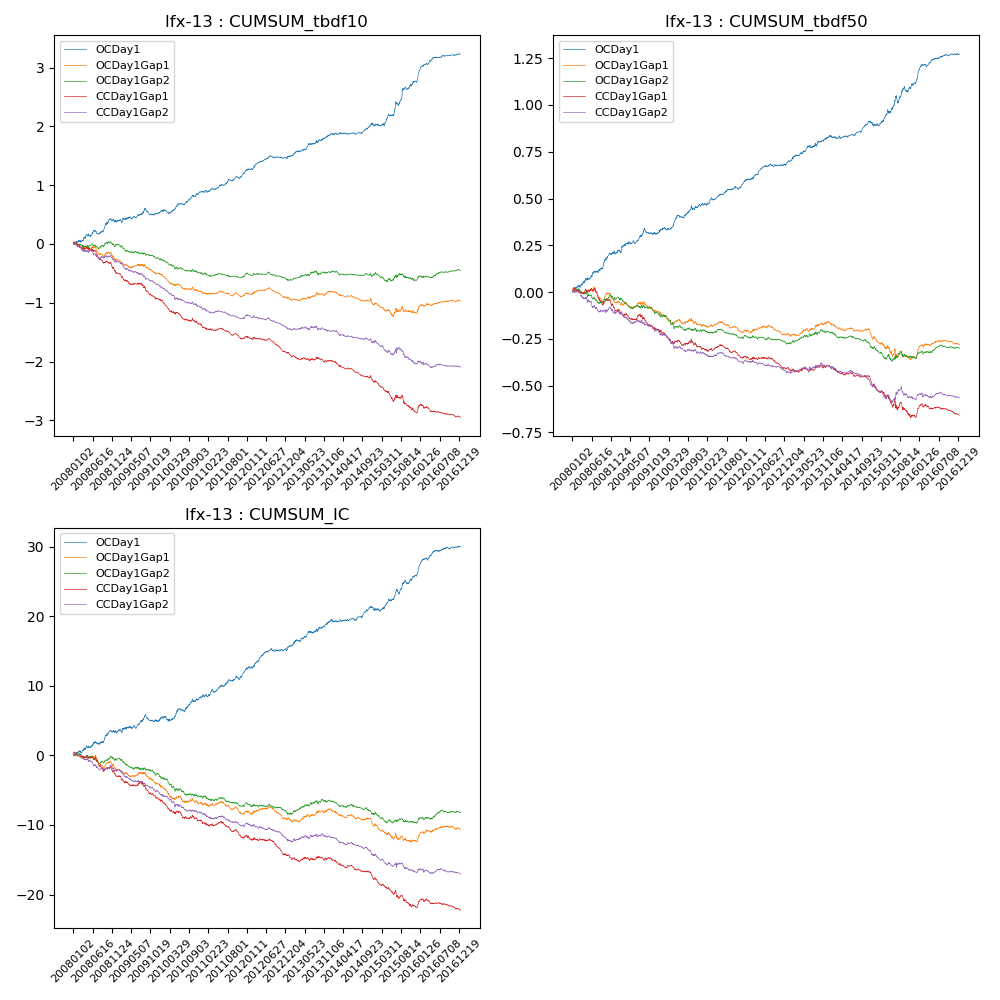 lfx-13 : CUMSUM_tbdf10
3
2
1
0
−1
−2
−3
OCDay1
OCDay1Gap1
OCDay1Gap2
CCDay1Gap1
CCDay1Gap2
20080102 20080616 20081124 20090507 20091019 20100329 20100903 20110223 20110801 20120111 20120627 20121204 20130523 20131106 20140417 20140923 20150311 20150814 20160126 20160708 20161219
lfx-13 : CUMSUM_tbdf50
1.25
1.00
0.75
0.50
0.25
0.00
−0.25
−0.50
−0.75
OCDay1
OCDay1Gap1
OCDay1Gap2
CCDay1Gap1
CCDay1Gap2
20080102 20080616 20081124 20090507 20091019 20100329 20100903 20110223 20110801 20120111 20120627 20121204 20130523 20131106 20140417 20140923 20150311 20150814 20160126 20160708 20161219
lfx-13 : CUMSUM_IC
30
20
10
0
−10
−20
OCDay1
OCDay1Gap1
OCDay1Gap2
CCDay1Gap1
CCDay1Gap2
20080102 20080616 20081124 20090507 20091019 20100329 20100903 20110223 20110801 20120111 20120627 20121204 20130523 20131106 20140417 20140923 20150311 20150814 20160126 20160708 20161219